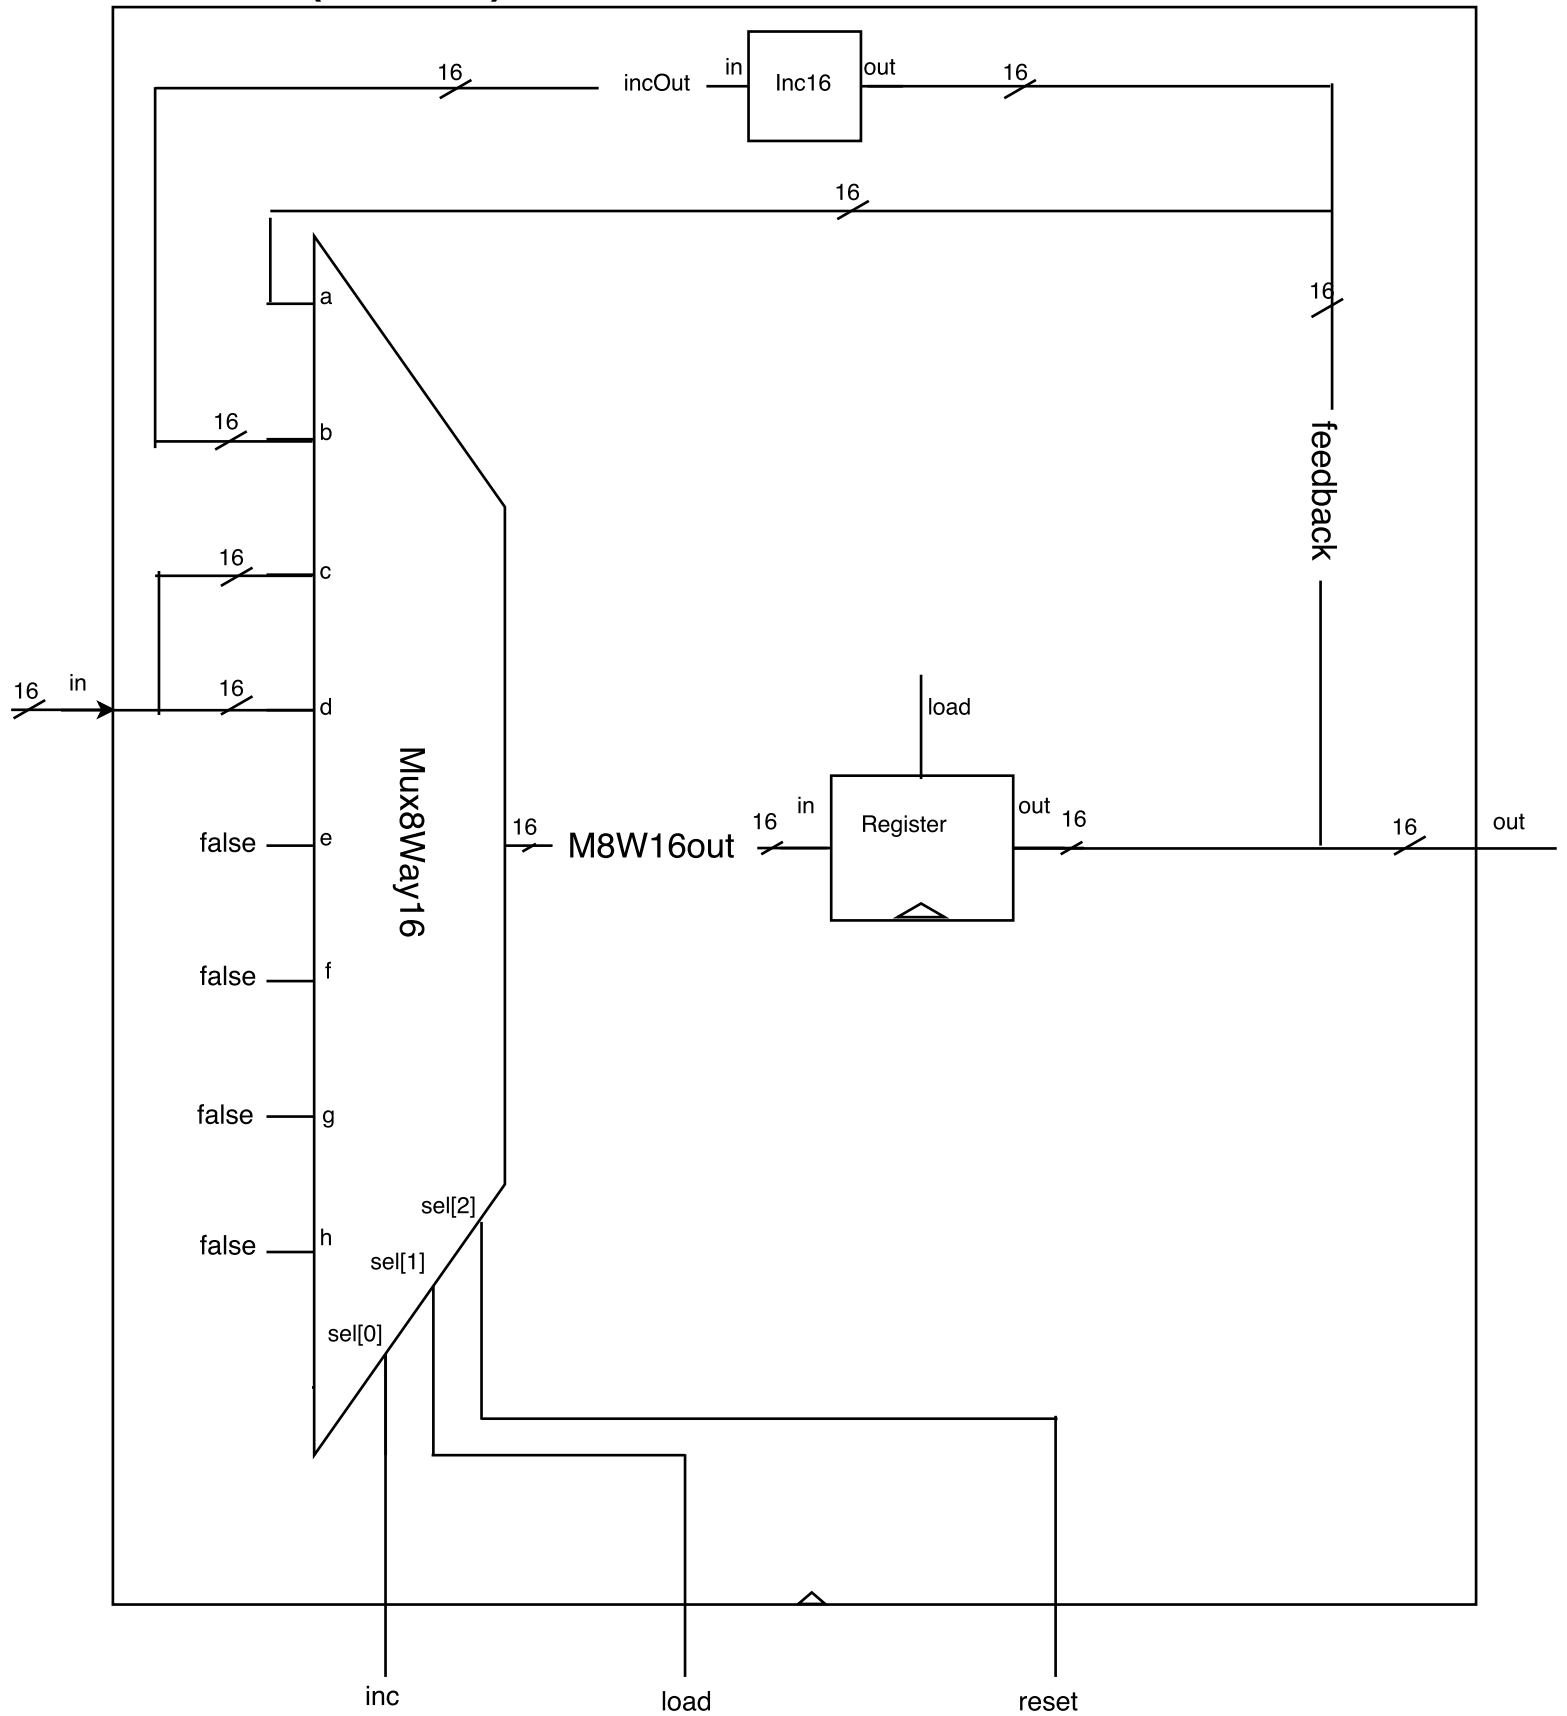 16
incOut
in
Inc16
out
16
16
a
16
feedback
16
b
16
c
16
in
16
d
load
Mux8Way16
false
e
16
M8W16out
16
in
Register
out
16
16
out
false
f
false
g
false
h
sel[2]
sel[1]
sel[0]
inc
load
reset